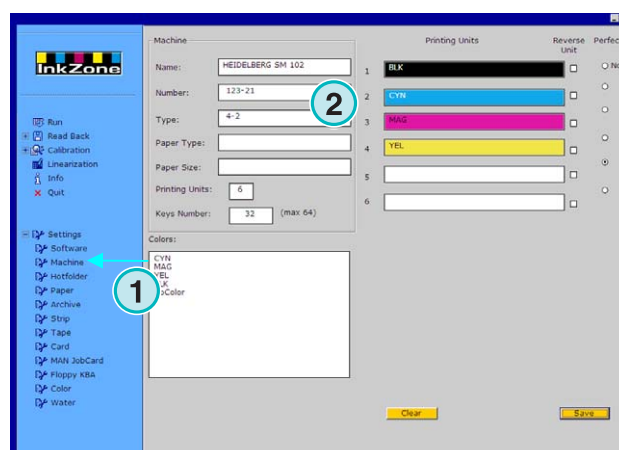 InkZone
Run
Read Back
Calibration
Linearization
Info
Quit
Settings
Software
Machine
Hotfolder
Paper
Archive
Strip
Tape
Card
MAN JobCard
Floppy KBA
Color
Water
Machine
Name: HEIDELBERG SM 102
Number: 123-21
Type: 4-2
Paper Type:
Paper Size:
Printing Units: 6
Keys Number: 32 (max 64)
Colors:
CYN
MAG
YEL
1
2
Printing Units
Reverse Unit
1 BLK
2 CYN
3 MAG
4 YEL
5
6
Clear
Save